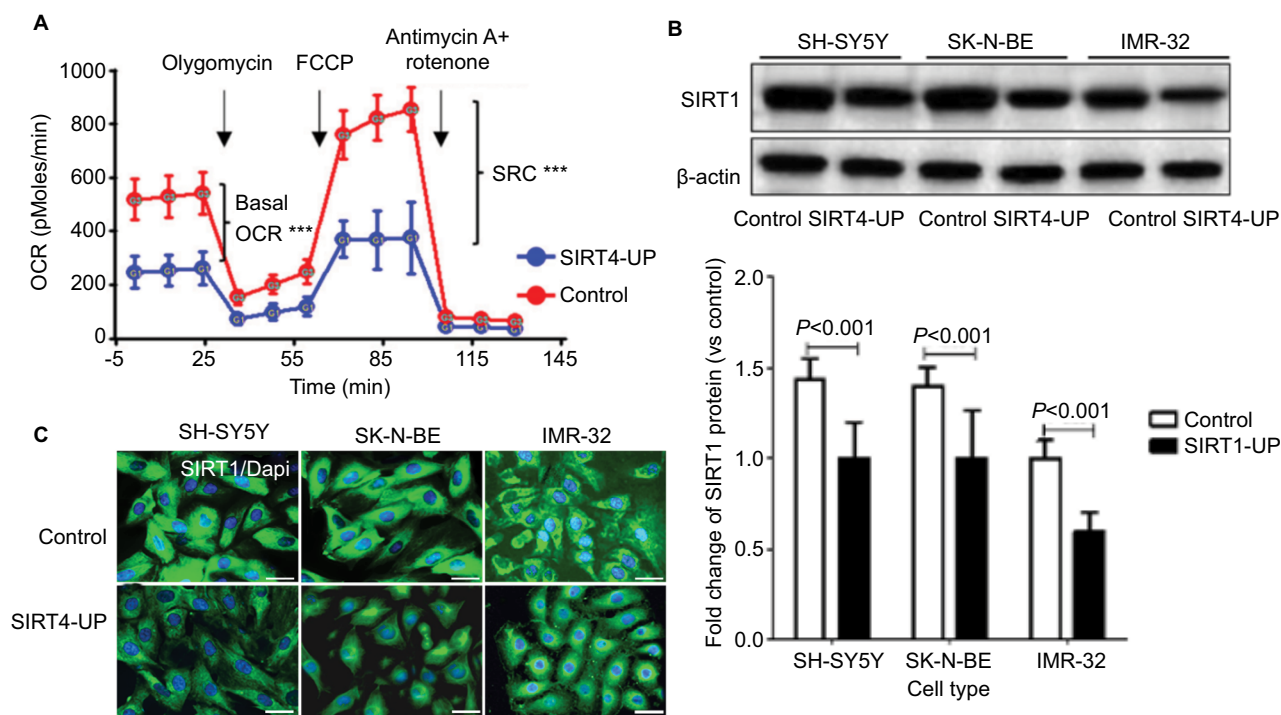 A
Olygomycin
FCCP
Antimycin A+
rotenone
1000
800
600
400
200
0
OCR (pMoles/min)
Basal
OCR ***
SRC ***
SIRT4-UP
Control
-5
25
55
85
115
145
Time (min)
B
SH-SY5Y
SK-N-BE
IMR-32
SIRT1
β-actin
Control SIRT4-UP
Control SIRT4-UP
Control SIRT4-UP
Fold change of SIRT1 protein (vs control)
2.0
1.5
1.0
0.5
0.0
P<0.001
P<0.001
P<0.001
Control
SIRT1-UP
SH-SY5Y
SK-N-BE
IMR-32
Cell type
C
SH-SY5Y
SK-N-BE
IMR-32
SIRT1/Dapi
Control
SIRT4-UP